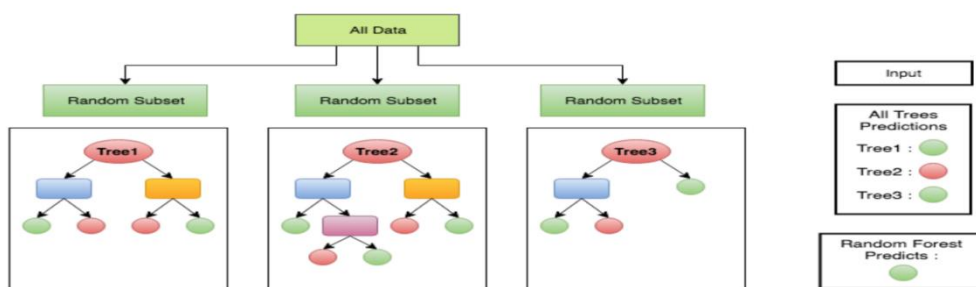 All Data
Random Subset
Random Subset
Random Subset
Tree1
Tree2
Tree3
Input
All Trees
Predictions
Tree1 :
Tree2 :
Tree3 :
Random Forest
Predicts :